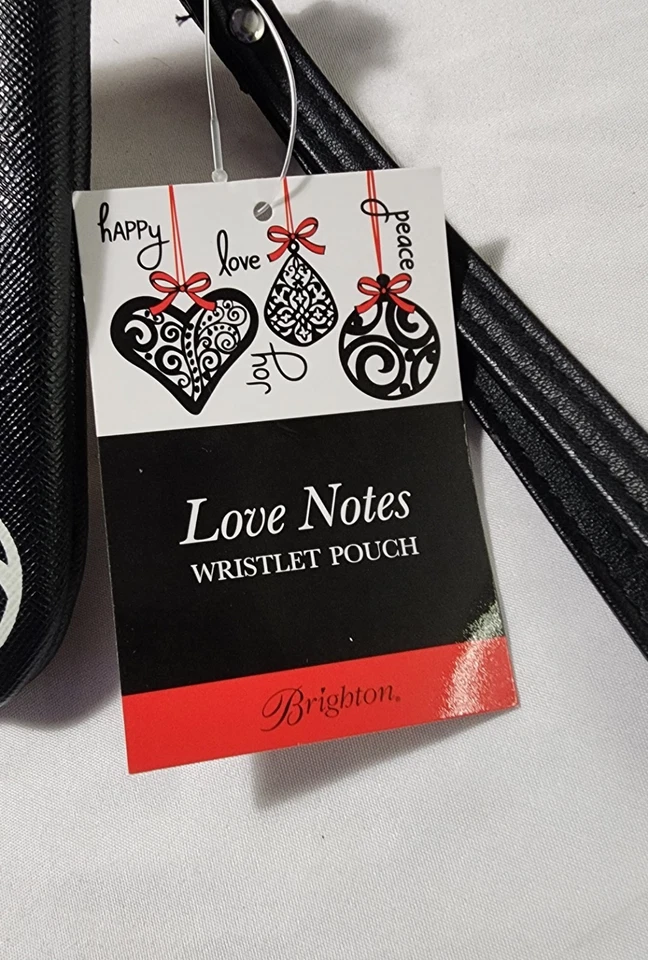 happy
love
peace
Joy
Love Notes
WRISTLET POUCH
Brighton®